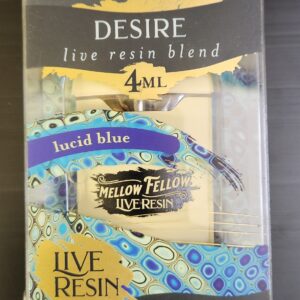 DESIRE
live resin blend
4ML
lucid blue
MELLOW FELLOW
LIVE RESIN
LIVE
RESIN